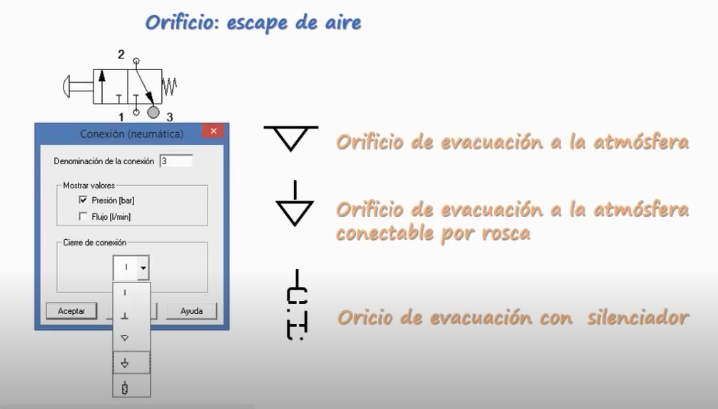 Orificio: escape de aire
2
1
3
Conexión (neumática)
Denominación de la conexión
3
Mostrar valores
Presión [bar]
Flujo [l/min]
Cierre de conexión
Aceptar
Ayuda
Orificio de evacuación a la atmósfera
Orificio de evacuación a la atmósfera
conectable por rosca
Oricio de evacuación con silenciador